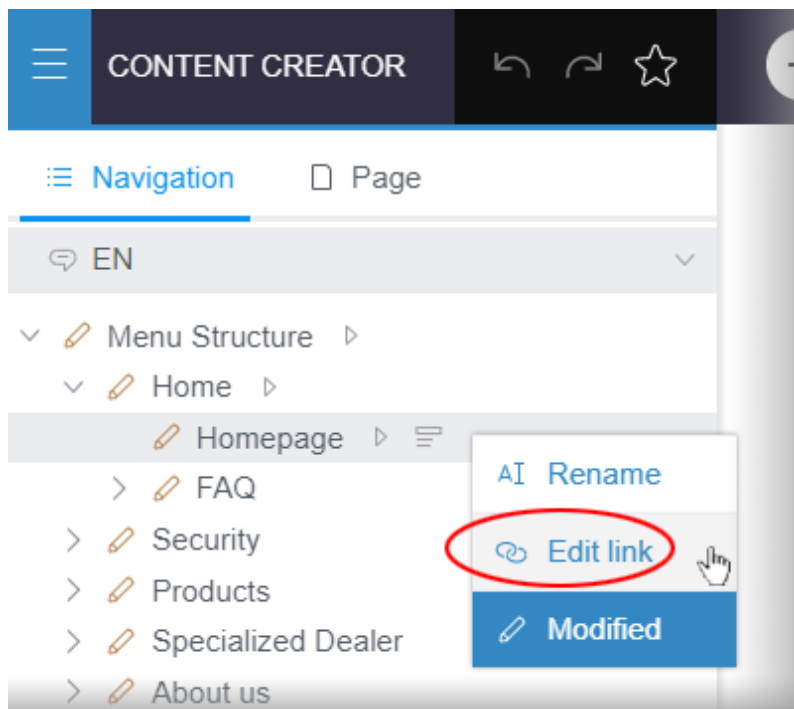 CONTENT CREATOR
Navigation Page
EN
Menu Structure
Home
Homepage
FAQ
Security
Products
Specialized Dealer
About us
AI Rename
Edit link
Modified